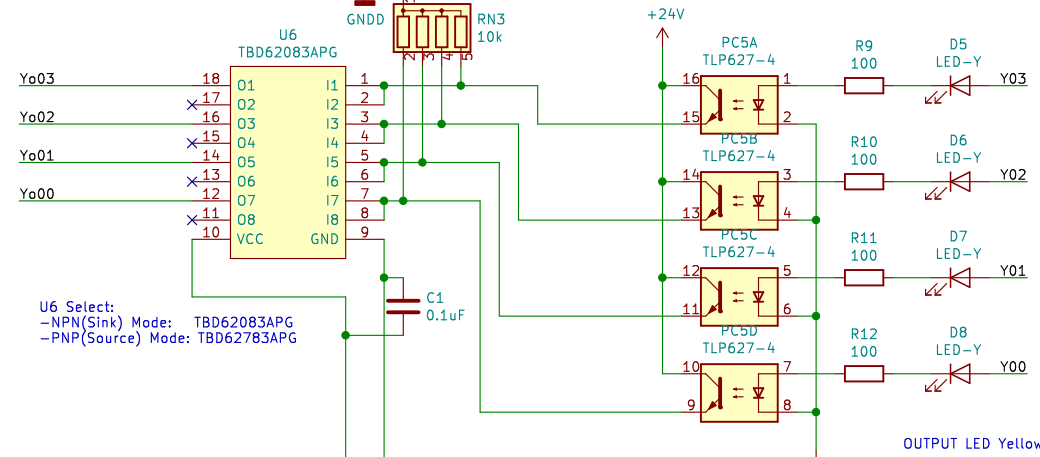 +24V
GNDD
RN3
10k
2
3
4
5
U6
TBD62083APG
Yo03
18
O1
I1
1
17
O2
I2
2
Yo02
16
O3
I3
3
15
O4
I4
4
Yo01
14
O5
I5
5
13
O6
I6
6
Yo00
12
O7
I7
7
11
O8
I8
8
10
VCC
GND
9
C1
0.1uF
U6 Select:
-NPN(Sink) Mode: TBD62083APG
-PNP(Source) Mode: TBD62783APG
PC5A
TLP627-4
16
1
15
2
R9
100
D5
LED-Y
Y03
PC5B
TLP627-4
14
3
13
4
R10
100
D6
LED-Y
Y02
PC5C
TLP627-4
12
5
11
6
R11
100
D7
LED-Y
Y01
PC5D
TLP627-4
10
7
9
8
R12
100
D8
LED-Y
Y00
OUTPUT LED Yellow